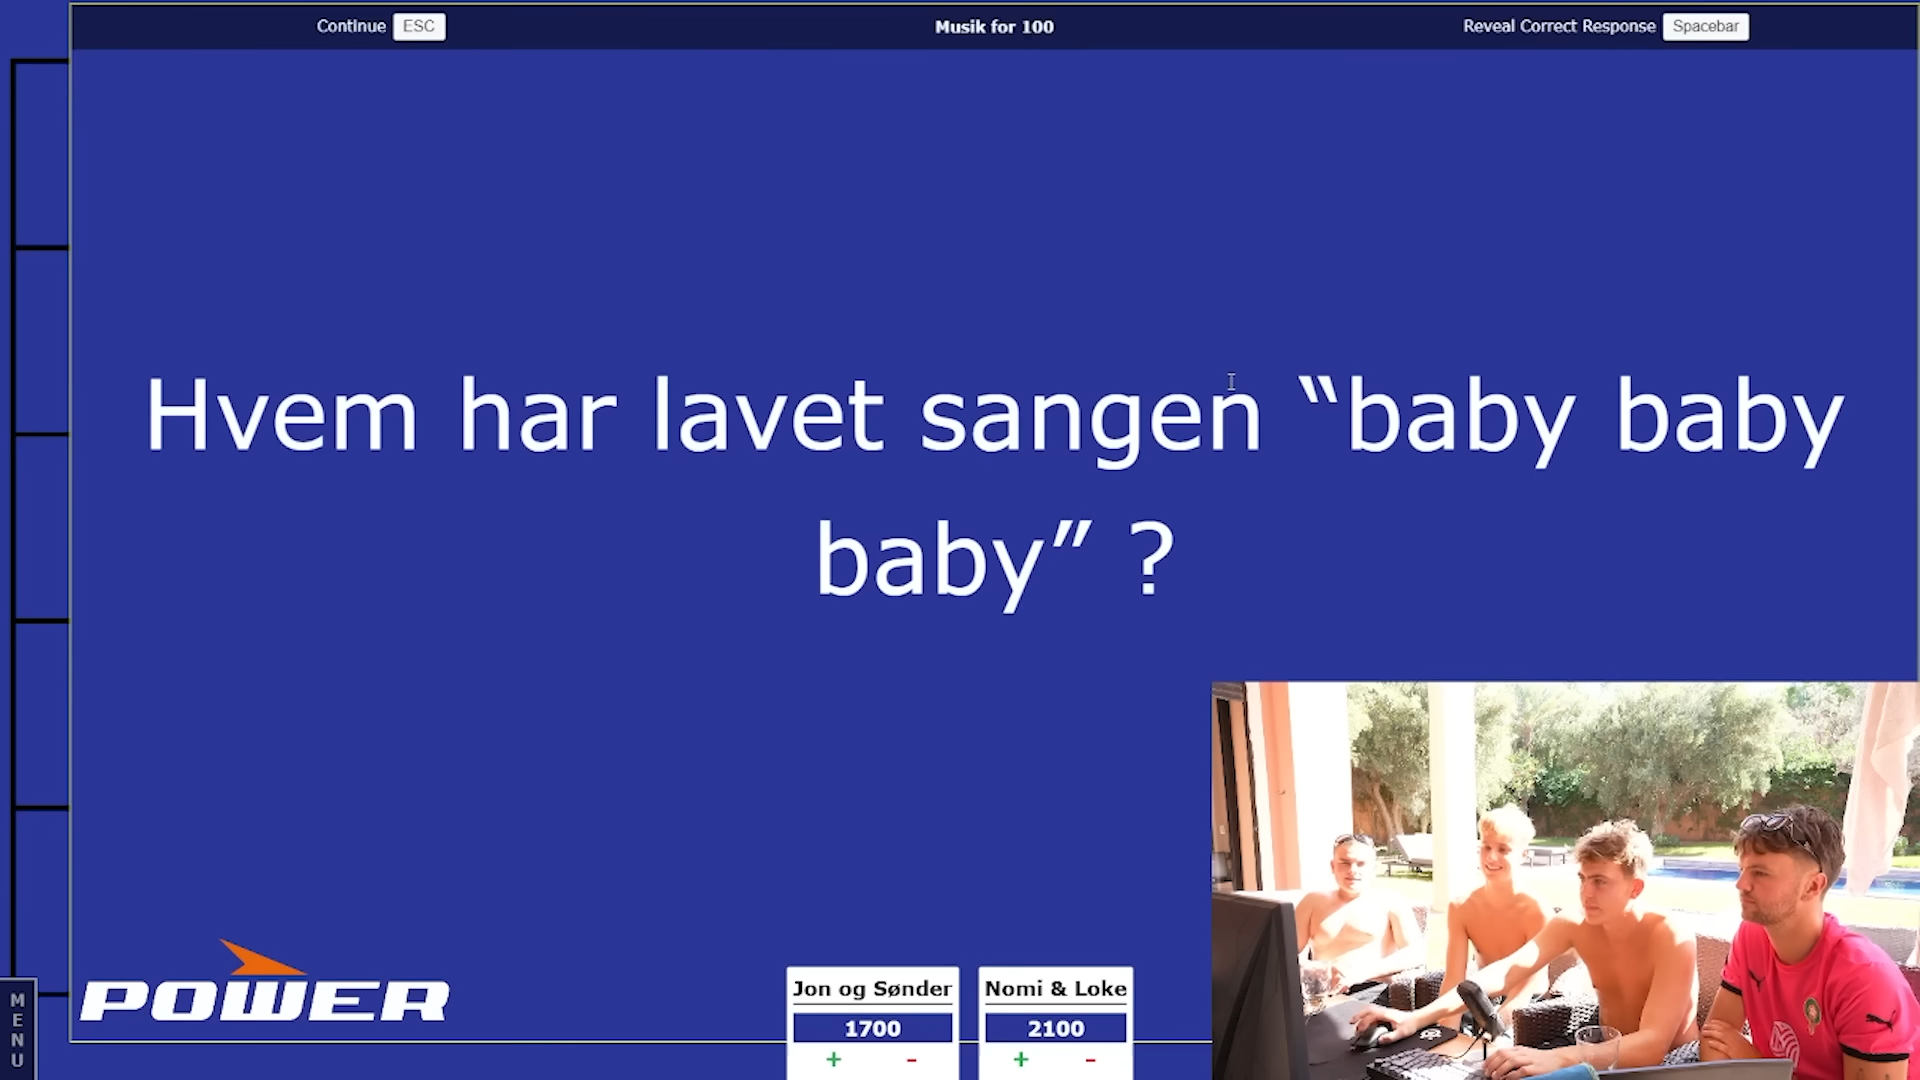 Continue ESC
Musik for 100
Reveal Correct Response Spacebar
Hvem har lavet sangen “baby baby
baby” ?
POWER
Jon og Sønder
1700
+ -
Nomi & Loke
2100
+ -
MENU